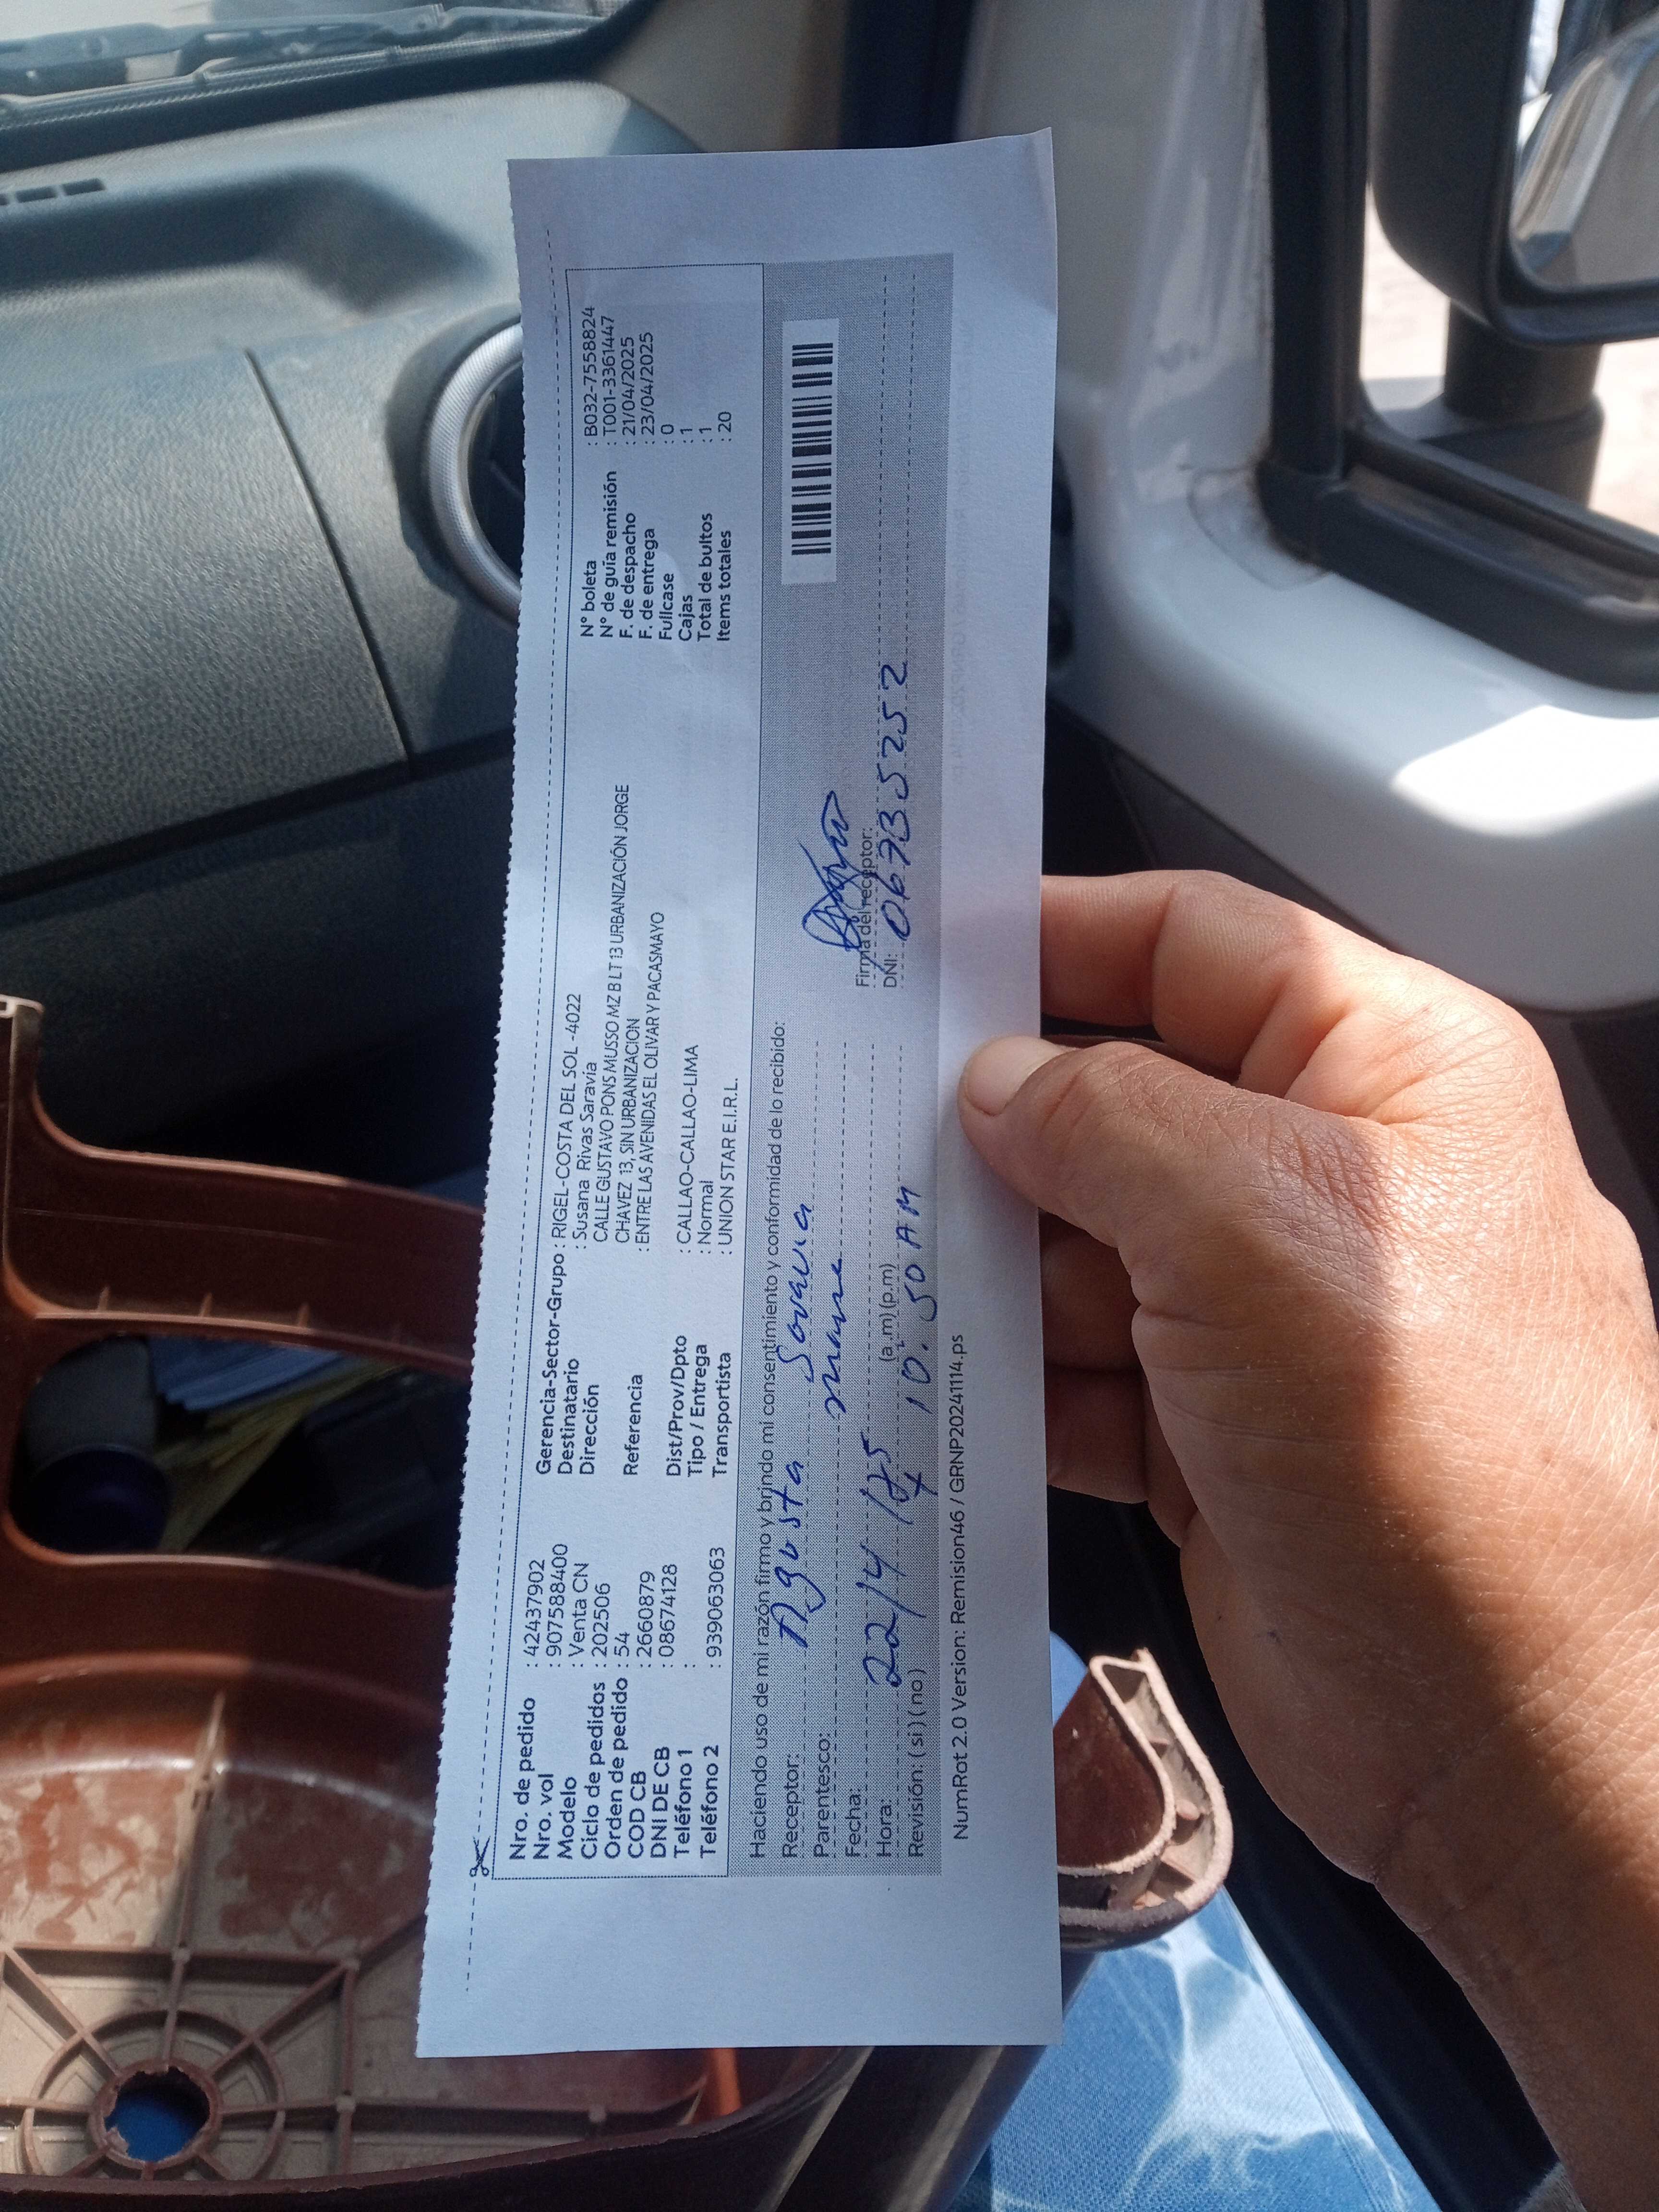 Nro. de pedido : 42437902
Nro. vol : 9075888400
Modelo : Venta CN
Ciclo de pedidos : 202506
Orden de pedido : 54
COD CB : 2660879
DNI DE CB : 08674128
Teléfono 1 :
Teléfono 2 : 939063063
Gerencia-Sector-Grupo : RIGEL-COSTA DEL SOL -4022
Destinatario : Susana Rivas Saravia
Dirección CALLE GUSTAVO PONS MUSSO MZ B LT 13 URBANIZACIÓN JORGE
CHAVEZ 13, SIN URBANIZACION
Referencia : ENTRE LAS AVENIDAS EL OLIVAR Y PACASMAYO
Dist/Prov/Dpto : CALLAO-CALLAO-LIMA
Tipo / Entrega : Normal
Transportista : UNION STAR E.I.R.L.
N° boleta : B032-7558824
N° de guía remisión : T001-3361447
F. de despacho : 21/04/2025
F. de entrega : 23/04/2025
Fullcase : 0
Cajas : 1
Total de bultos : 1
Items totales : 20
Haciendo uso de mi razón firmo y brindo mi consentimiento y conformidad de lo recibido:
Receptor: Agusta
Parentesco:
Fecha: 22/4/25
Hora: (a.m) (p.m) 10.50 AM
Revisión: ( si ) ( no )
Firma del receptor:
DNI: 06735252
NumRot 2.0 Version: Remision46 / GRNP20241114.ps